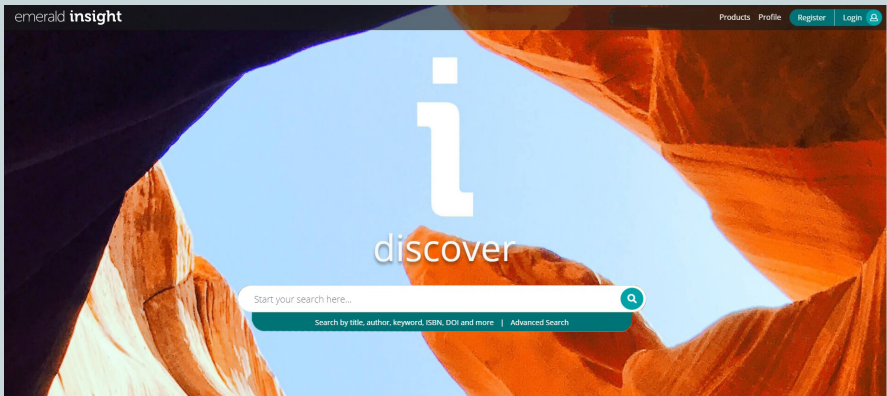 emerald insight
Products Profile Register Login
i
discover
Start your search here...
Search by title, author, keyword, ISBN, DOI and more | Advanced Search